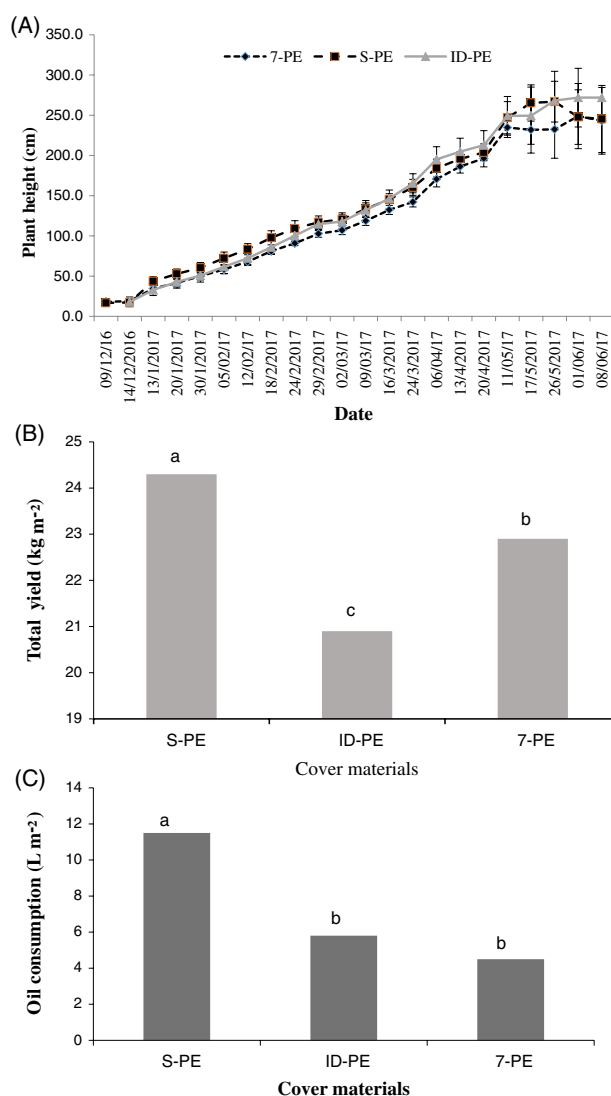 (A)
350.0
300.0
250.0
200.0
150.0
100.0
50.0
0.0
Plant height (cm)
7-PE S-PE ID-PE
09/12/16
14/12/2016
13/1/2017
20/1/2017
30/1/2017
05/02/17
12/02/17
18/2/2017
24/2/2017
29/2/2017
02/03/17
09/03/17
16/3/2017
24/3/2017
06/04/17
13/4/2017
20/4/2017
11/05/17
17/5/2017
26/5/2017
01/06/17
08/06/17
Date
(B)
25
24
23
22
21
20
19
Total yield (kg m-2)
a
c
b
S-PE ID-PE 7-PE
Cover materials
(C)
14
12
10
8
6
4
2
0
Oil consumption (L m-2)
a
b
b
S-PE ID-PE 7-PE
Cover materials